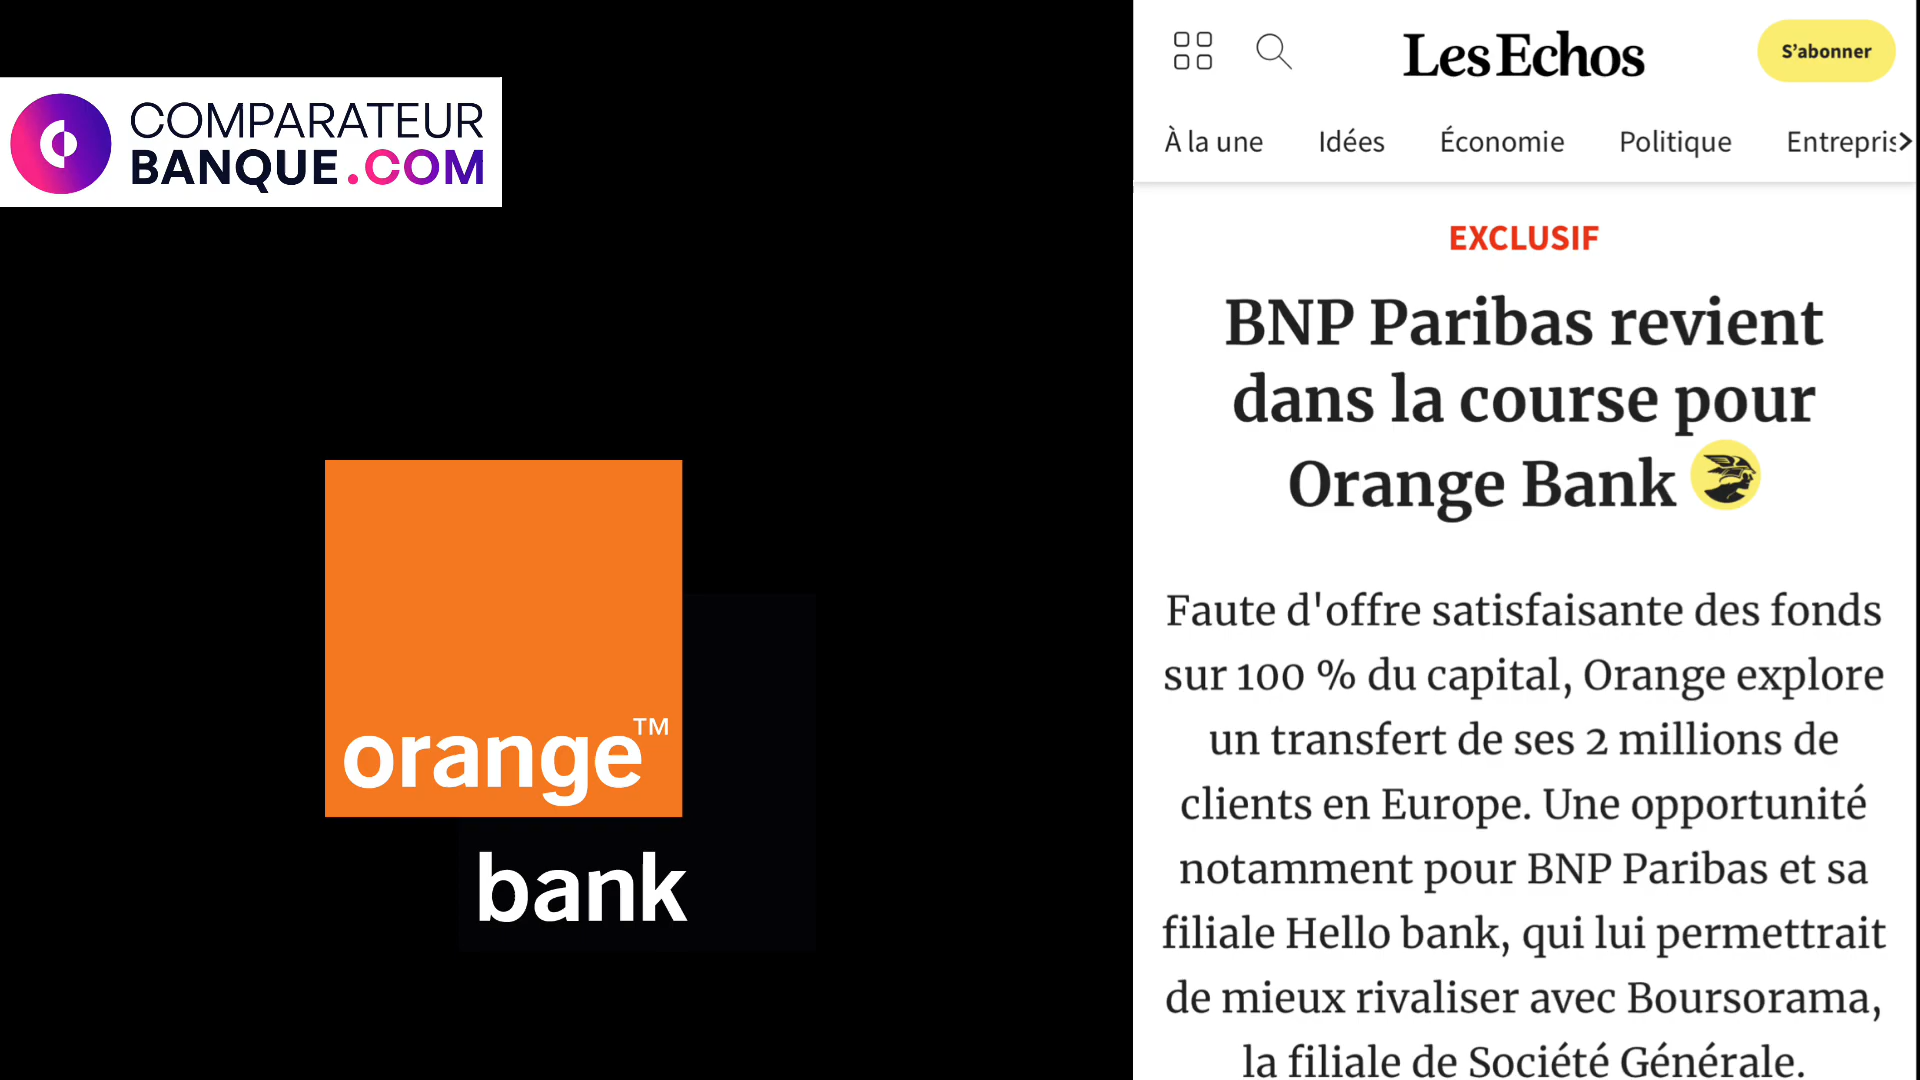 COMPARATEUR
BANQUE.COM
orange™
bank
Les Echos
S'abonner
À la une Idées Économie Politique
EXCLUSIF
BNP Paribas revient
dans la course pour
Orange Bank
Faute d'offre satisfaisante des fonds
sur 100 % du capital, Orange explore
un transfert de ses 2 millions de
clients en Europe. Une opportunité
notamment pour BNP Paribas et sa
filiale Hello bank, qui lui permettrait
de mieux rivaliser avec Boursorama,
la filiale de Société Générale.